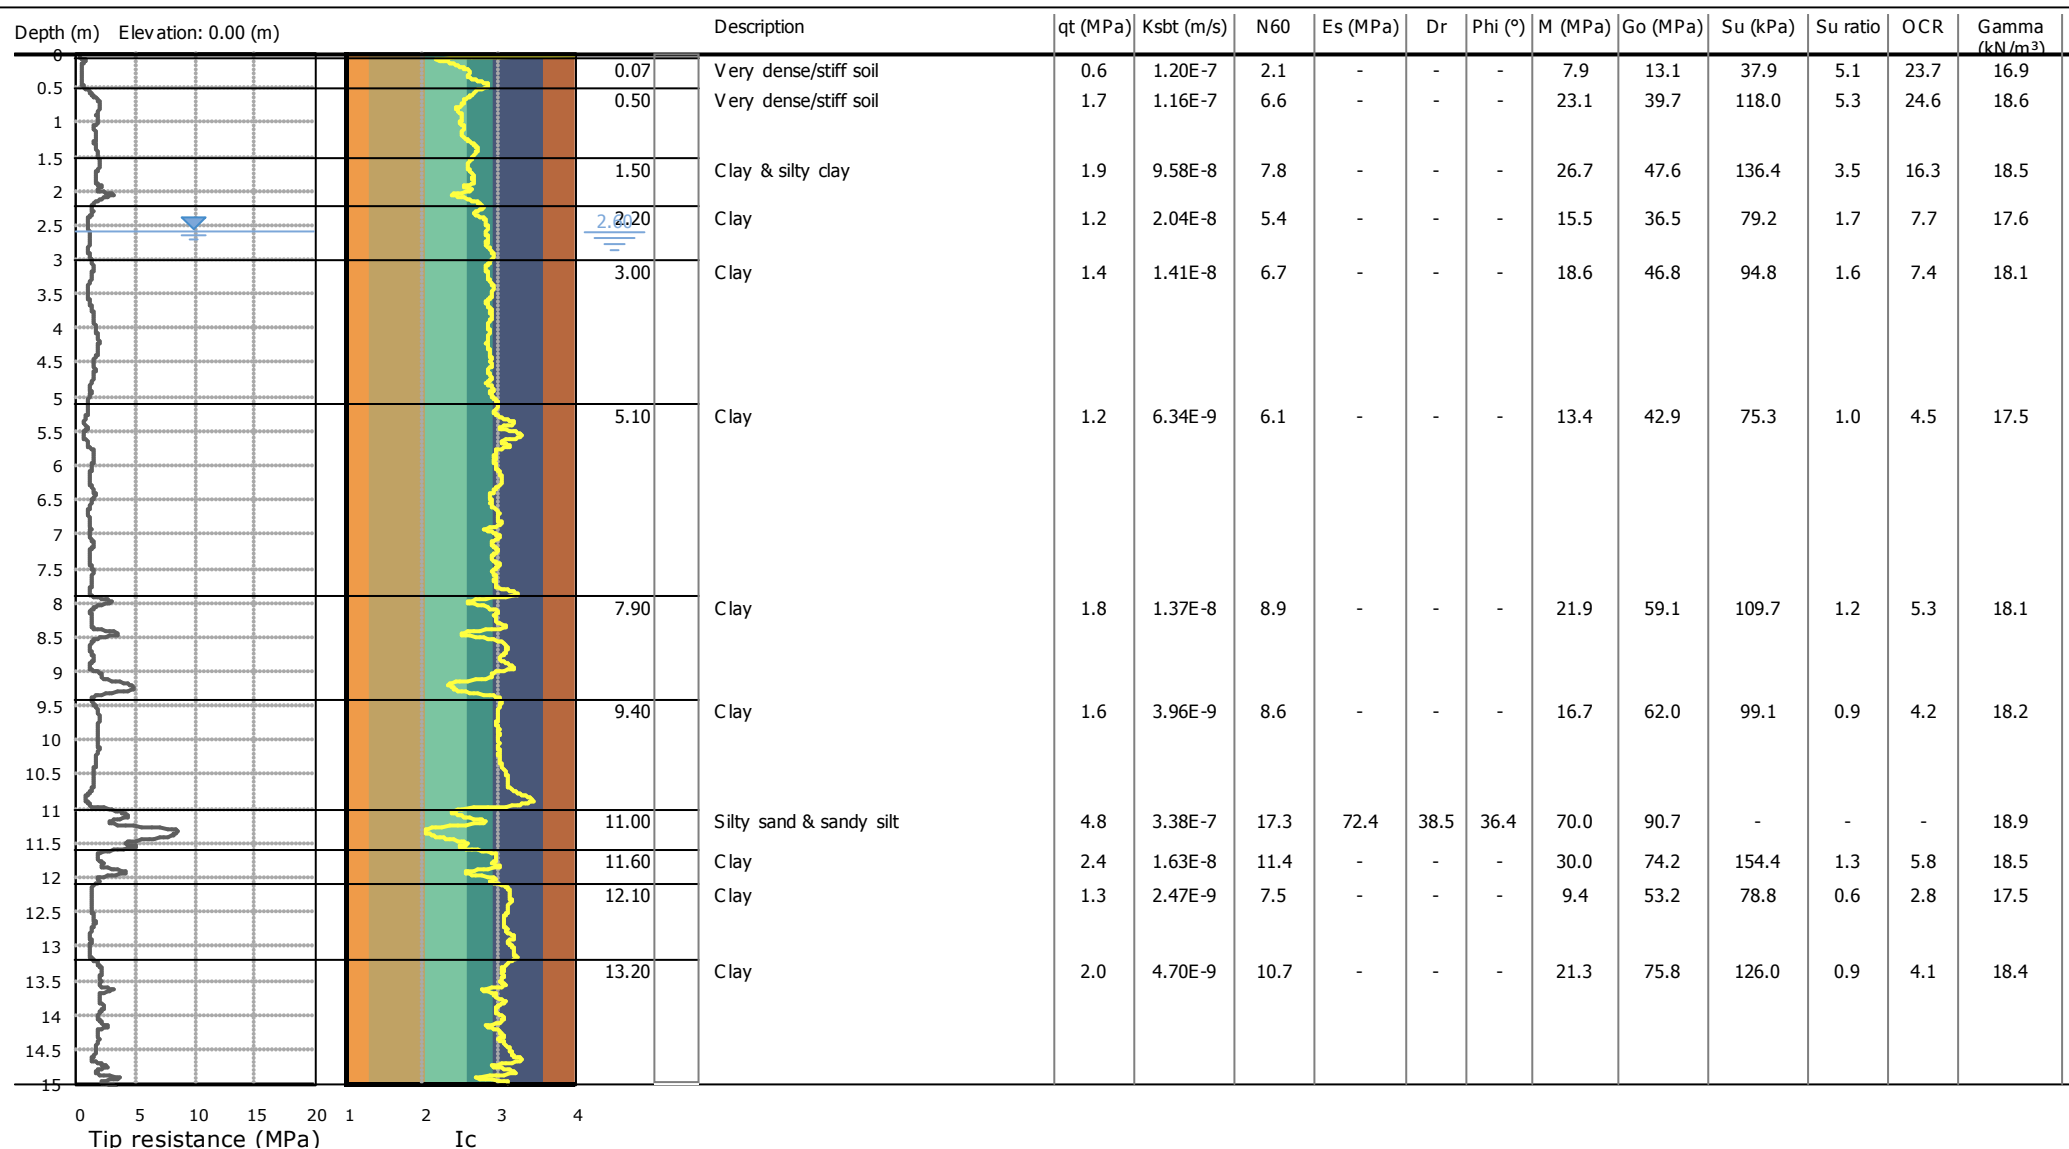 Depth (m) Elevation: 0.00 (m) Description qt (MPa) Ksbt (m/s) N60 Es (MPa) Dr Phi (°) M (MPa) Go (MPa) Su (kPa) Su ratio OCR Gamma (kN/m³)
0
0.07 Very dense/stiff soil 0.6 1.20E-7 2.1 - - - 7.9 13.1 37.9 5.1 23.7 16.9
0.5
0.50 Very dense/stiff soil 1.7 1.16E-7 6.6 - - - 23.1 39.7 118.0 5.3 24.6 18.6
1
1.5
1.50 Clay & silty clay 1.9 9.58E-8 7.8 - - - 26.7 47.6 136.4 3.5 16.3 18.5
2
2.20 Clay 1.2 2.04E-8 5.4 - - - 15.5 36.5 79.2 1.7 7.7 17.6
2.60
2.5
3
3.00 Clay 1.4 1.41E-8 6.7 - - - 18.6 46.8 94.8 1.6 7.4 18.1
3.5
4
4.5
5
5.10 Clay 1.2 6.34E-9 6.1 - - - 13.4 42.9 75.3 1.0 4.5 17.5
5.5
6
6.5
7
7.5
8
7.90 Clay 1.8 1.37E-8 8.9 - - - 21.9 59.1 109.7 1.2 5.3 18.1
8.5
9
9.5
9.40 Clay 1.6 3.96E-9 8.6 - - - 16.7 62.0 99.1 0.9 4.2 18.2
10
10.5
11
11.00 Silty sand & sandy silt 4.8 3.38E-7 17.3 72.4 38.5 36.4 70.0 90.7 - - - 18.9
11.5
11.60 Clay 2.4 1.63E-8 11.4 - - - 30.0 74.2 154.4 1.3 5.8 18.5
12
12.10 Clay 1.3 2.47E-9 7.5 - - - 9.4 53.2 78.8 0.6 2.8 17.5
12.5
13
13.20 Clay 2.0 4.70E-9 10.7 - - - 21.3 75.8 126.0 0.9 4.1 18.4
13.5
14
14.5
15
0 5 10 15 20 1 2 3 4
Tip resistance (MPa) Ic